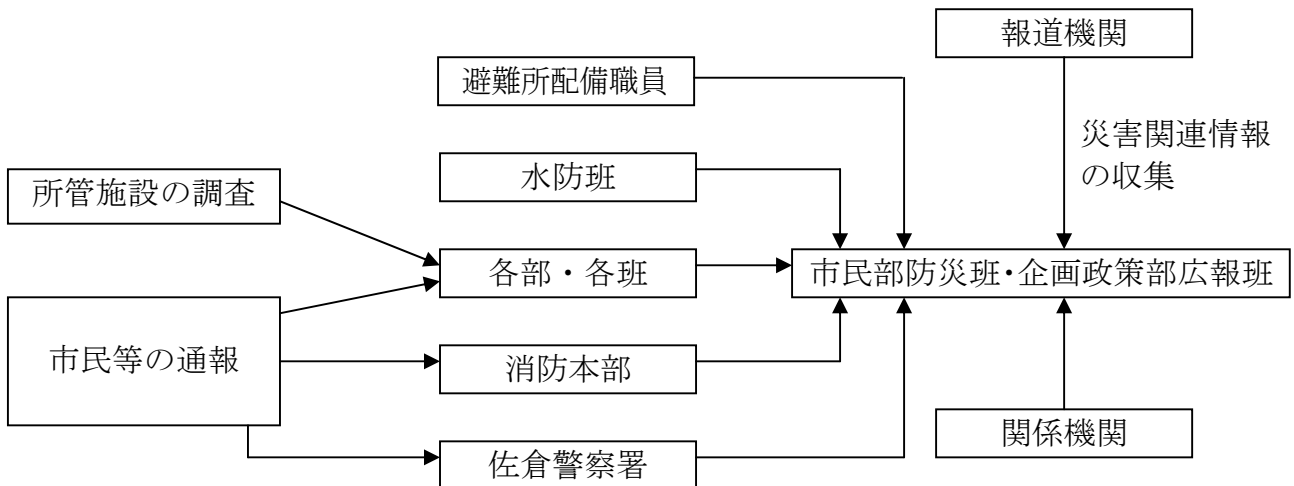 報道機関
避難所配備職員
災害関連情報
の収集
水防班
所管施設の調査
各部・各班
市民部防災班・企画政策部広報班
市民等の通報
消防本部
関係機関
佐倉警察署